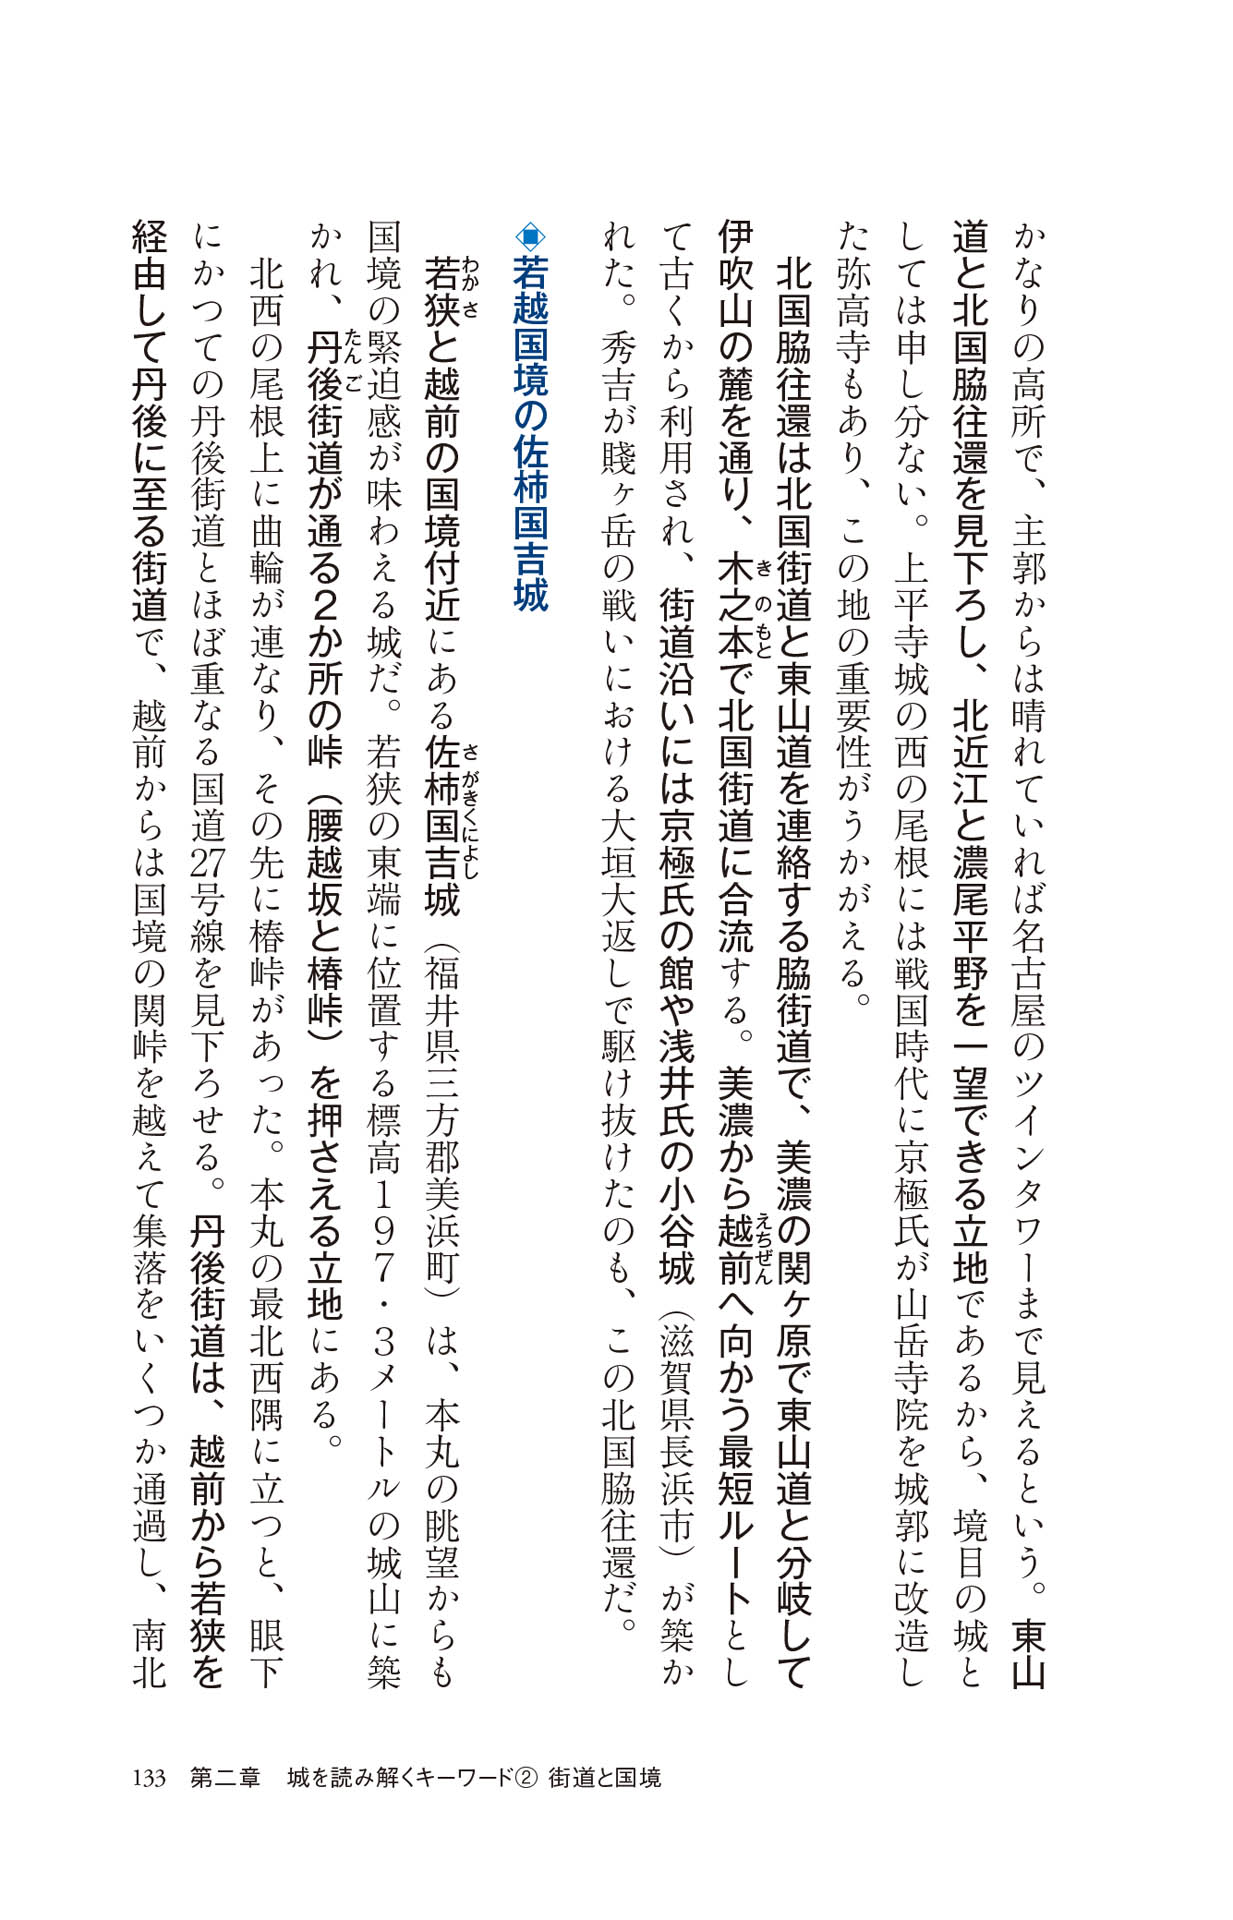 かなりの高所で、主郭からは晴れていれば名古屋のツインタワーまで見えるという。東山
道と北国脇往還を見下ろし、北近江と濃尾平野を一望できる立地であるから、境目の城と
しては申し分ない。上平寺城の西の尾根には戦国時代に京極氏が山岳寺院を城郭に改造し
た弥高寺もあり、この地の重要性がうかがえる。
北国脇往還は北国街道と東山道を連絡する脇街道で、美濃の関ヶ原で東山道と分岐して
伊吹山の麓を通り、木之本で北国街道に合流する。美濃から越前へ向かう最短ルートとし
きのもと
えちぜん
て古くから利用され、街道沿いには京極氏の館や浅井氏の小谷城（滋賀県長浜市）が築か
れた。秀吉が賤ヶ岳の戦いにおける大垣大返しで駆け抜けたのも、この北国脇往還だ。
◈若越国境の佐柿国吉城
若狭と越前の国境付近にある佐柿国吉城（福井県三方郡美浜町）は、本丸の眺望からも
わかさ
さがきくによし
国境の緊迫感が味わえる城だ。若狭の東端に位置する標高１９７・３メートルの城山に築
かれ、丹後街道が通る２か所の峠（腰越坂と椿峠）を押さえる立地にある。
たんご
北西の尾根上に曲輪が連なり、その先に椿峠があった。本丸の最北西隅に立つと、眼下
にかつての丹後街道とほぼ重なる国道27号線を見下ろせる。丹後街道は、越前から若狭を
経由して丹後に至る街道で、越前からは国境の関峠を越えて集落をいくつか通過し、南北
133 第二章 城を読み解くキーワード② 街道と国境